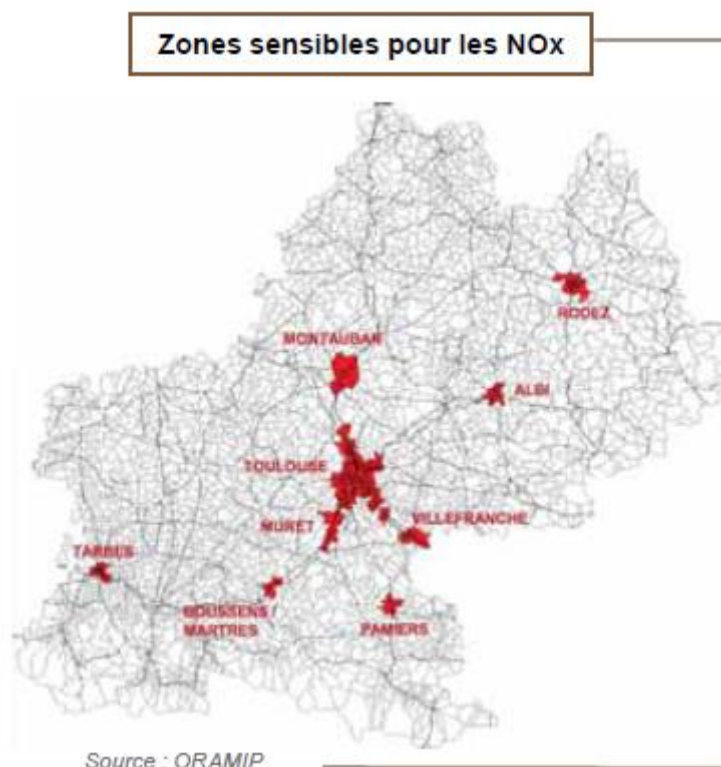 Zones sensibles pour les NOx
RODEZ
MONTAUBAN
ALBI
TOULOUSE
MURET
VILLEFRANCHE
TARBES
BOUSSENS /
MARTRES
PAMIERS
Source : ORAMIP